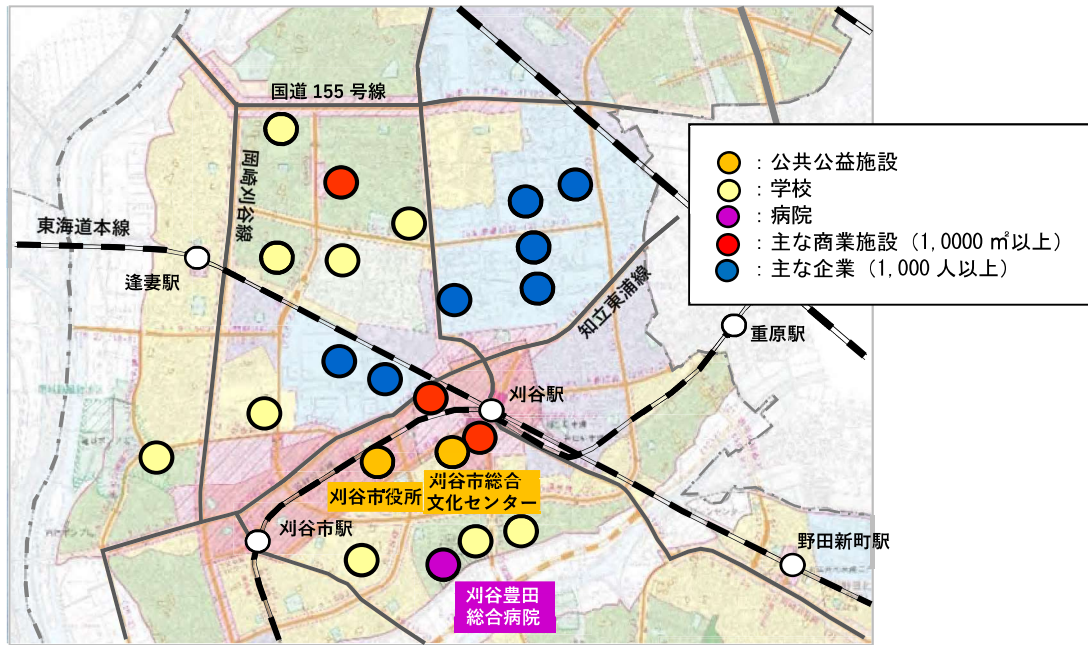 国道 155 号線
岡崎刈谷線
東海道本線
逢妻駅
知立東浦線
：公共公益施設
：学校
：病院
：主な商業施設（1,0000 ㎡以上）
：主な企業（1,000 人以上）
重原駅
刈谷駅
刈谷市役所
刈谷市総合
文化センター
刈谷市駅
野田新町駅
刈谷豊田
総合病院